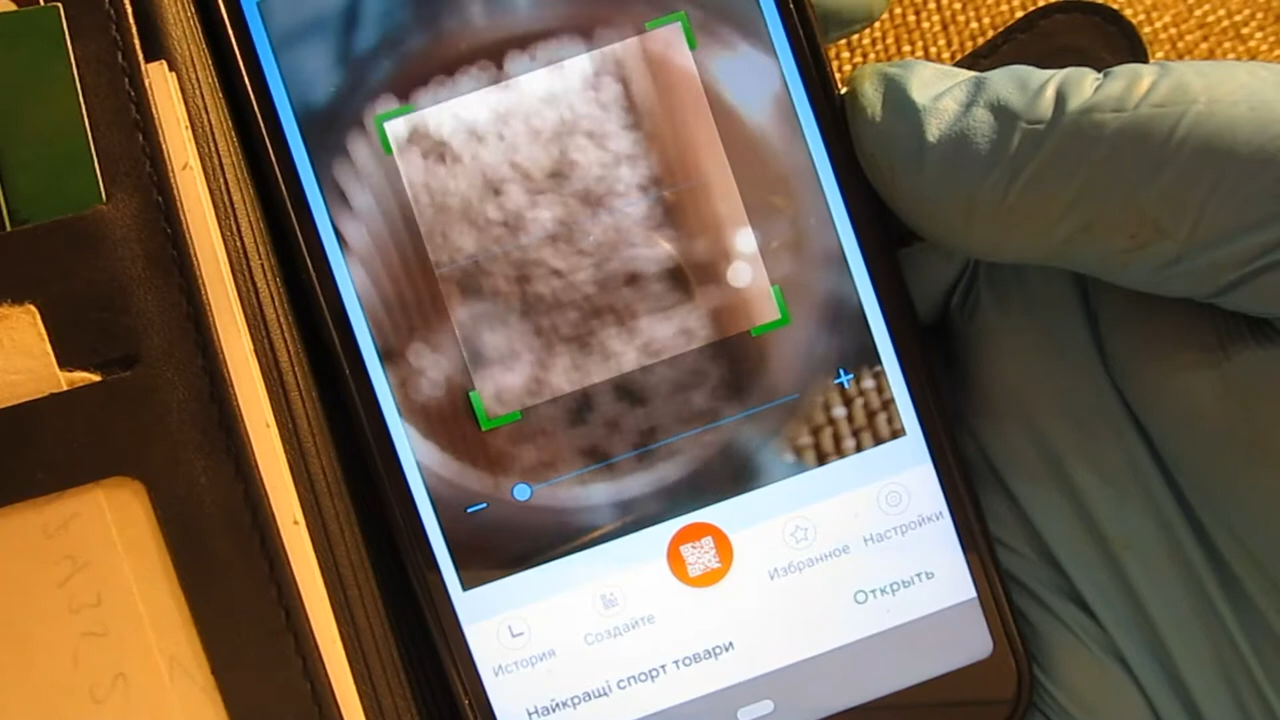 Настройки
Избранное
Создайте
История
Открыть
Найкращі спорт товари